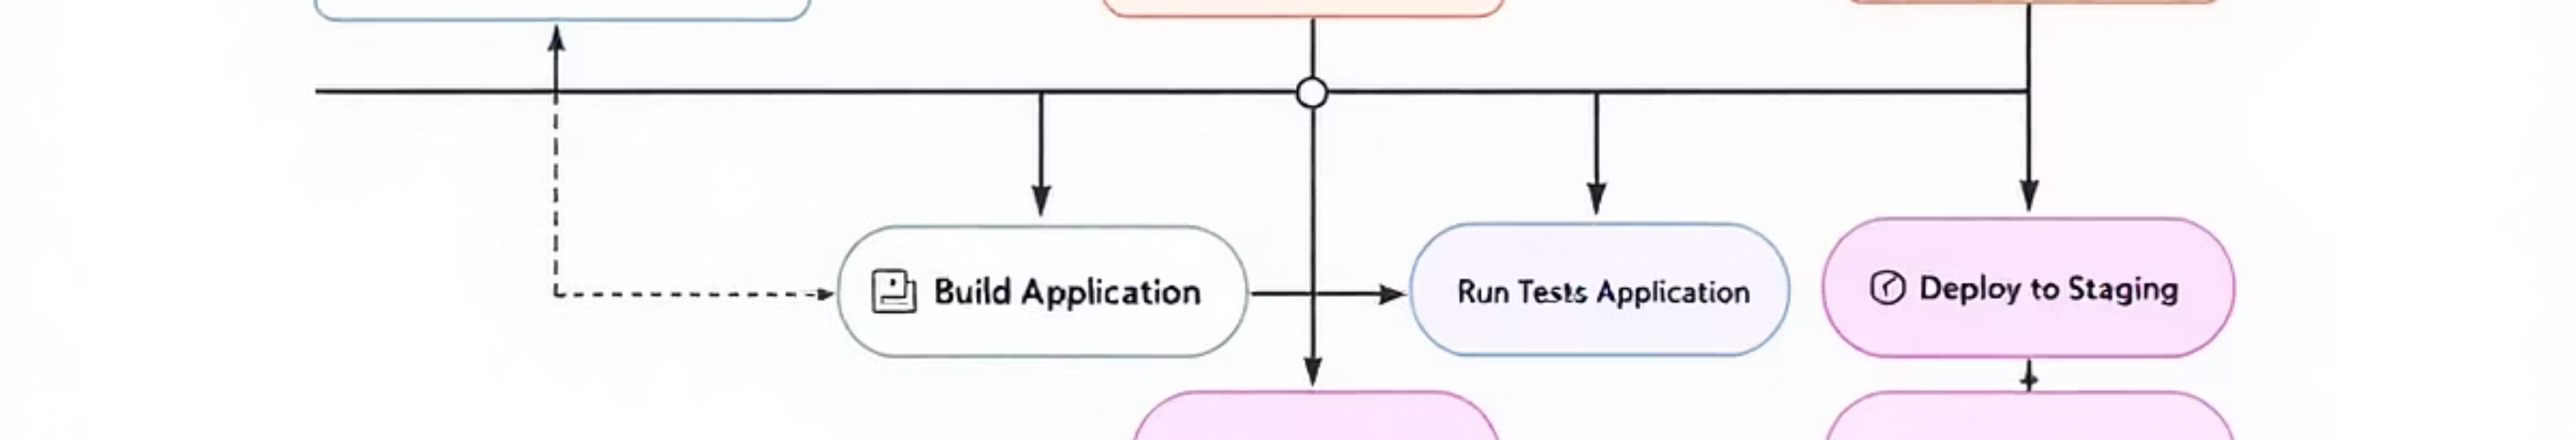 Build Application
Run Tests Application
Deploy to Staging